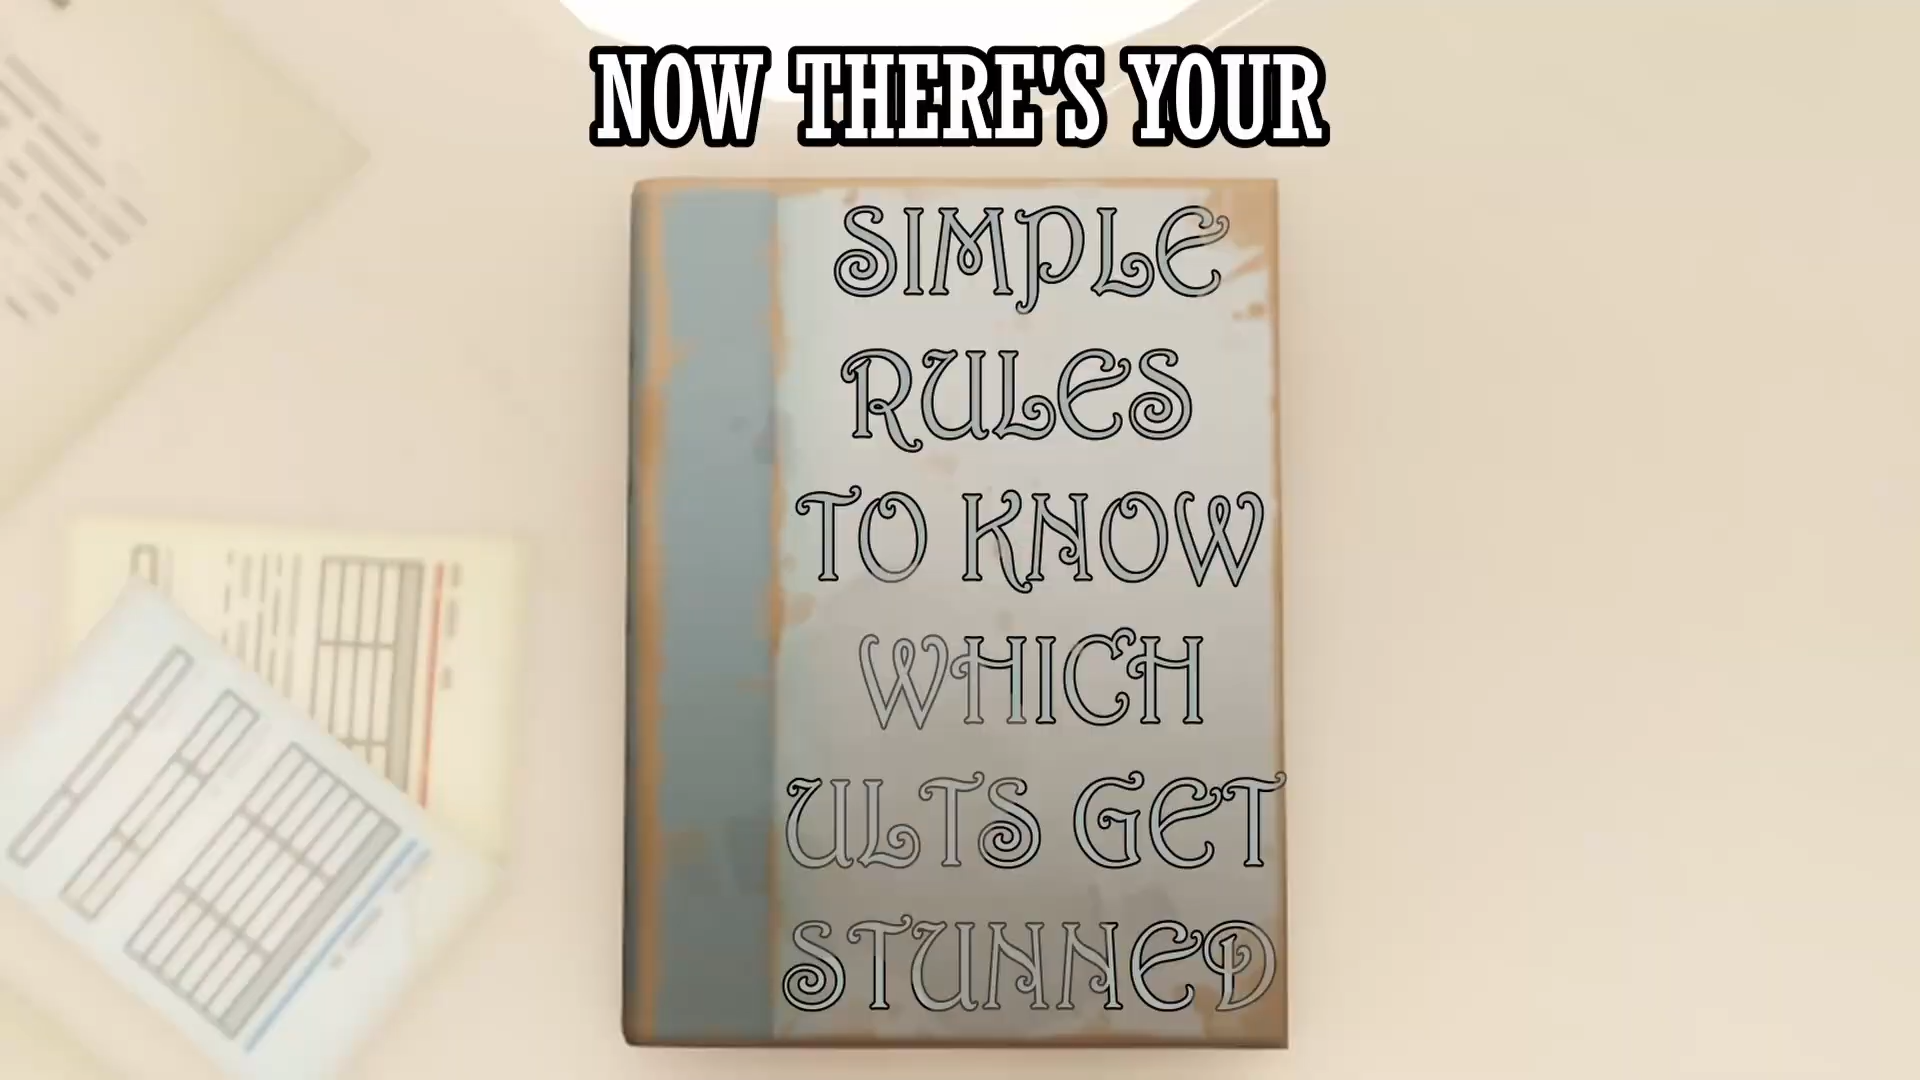 NOW THERE'S YOUR
SIMPLE
RULES
TO KNOW
WHICH
ULTS GET
STUNNED